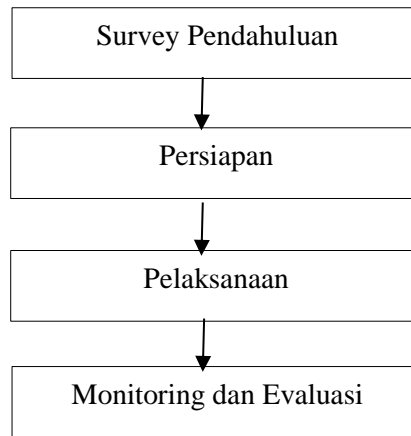 Survey Pendahuluan
Persiapan
Pelaksanaan
Monitoring dan Evaluasi